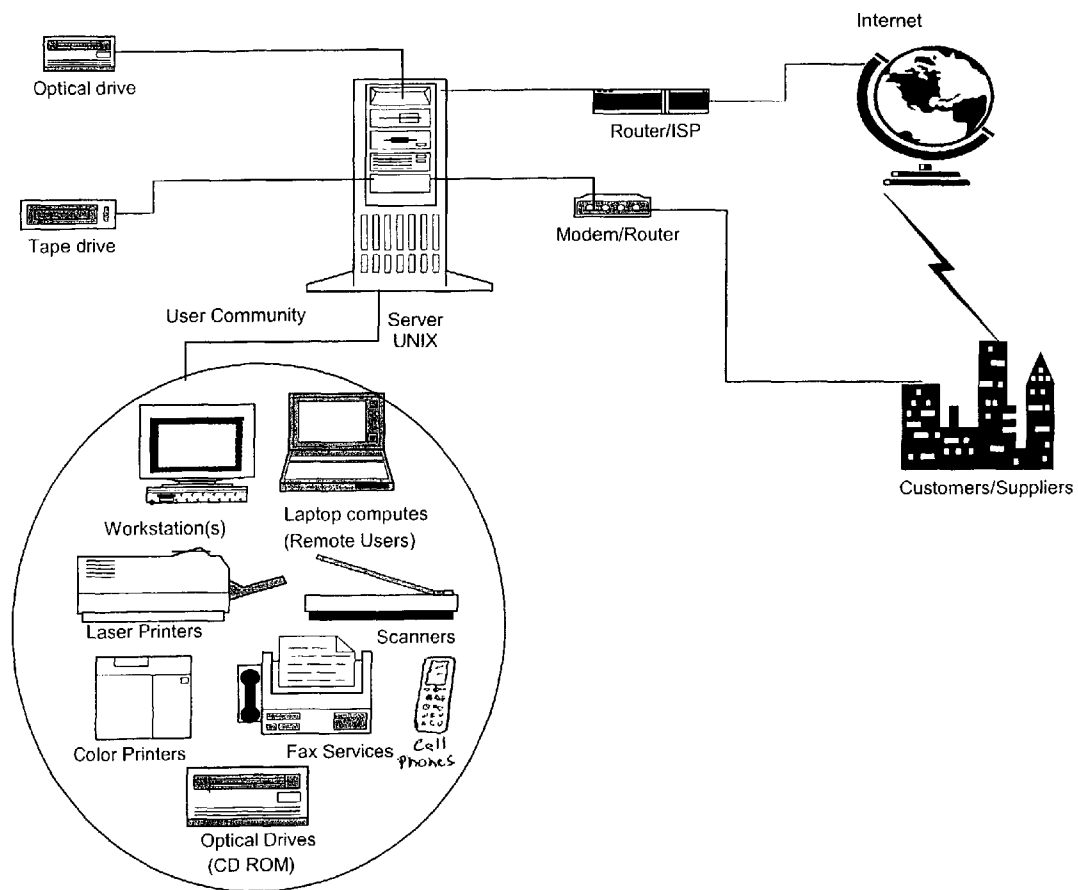 Internet
Optical drive
Router/ISP
Tape drive
Modem/Router
User Community
Server
UNIX
Customers/Suppliers
Workstation(s)
Laptop computes
(Remote Users)
Laser Printers
Scanners
Color Printers
Fax Services
Cell
Phones
Optical Drives
(CD ROM)